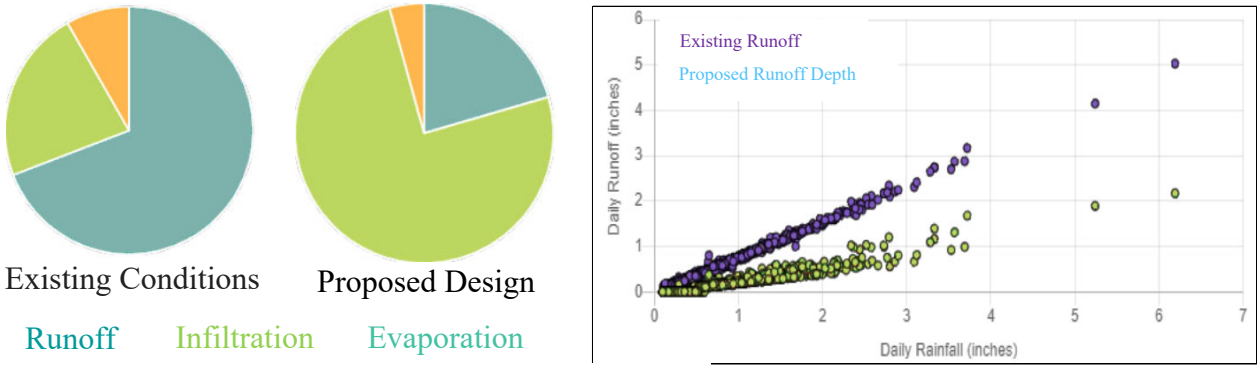 Existing Conditions
Proposed Design
Runoff Infiltration Evaporation
Existing Runoff
Proposed Runoff Depth
Daily Runoff (inches)
6
5
4
3
2
1
0
0 1 2 3 4 5 6 7
Daily Rainfall (inches)